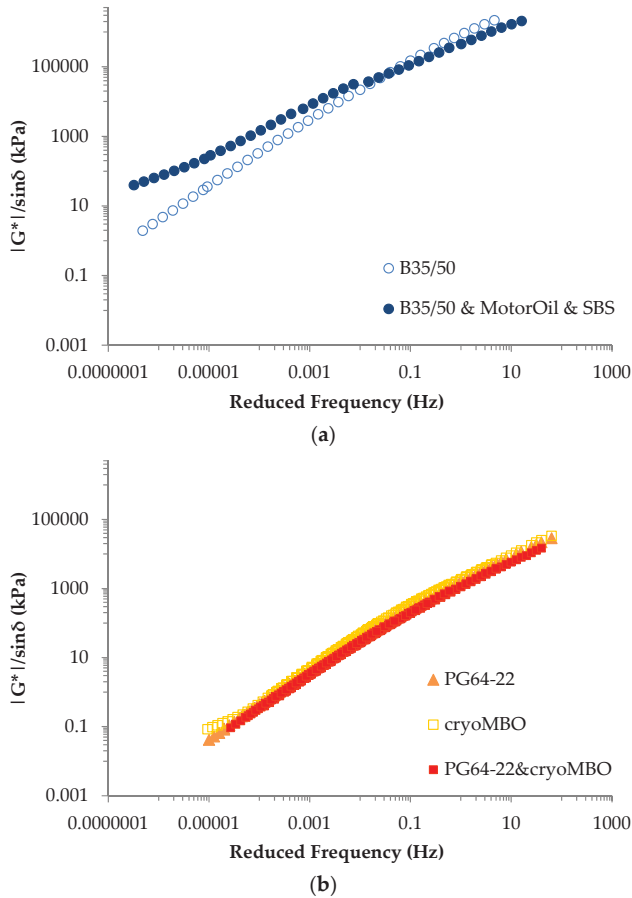 100000
1000
10
0.1
0.001
|G*|/sinδ (kPa)
B35/50
B35/50 & MotorOil & SBS
0.0000001 0.00001 0.001 0.1 10 1000
Reduced Frequency (Hz)
(a)
100000
1000
10
0.1
0.001
|G*|/sinδ (kPa)
PG64-22
cryoMBO
PG64-22&cryoMBO
0.0000001 0.00001 0.001 0.1 10 1000
Reduced Frequency (Hz)
(b)